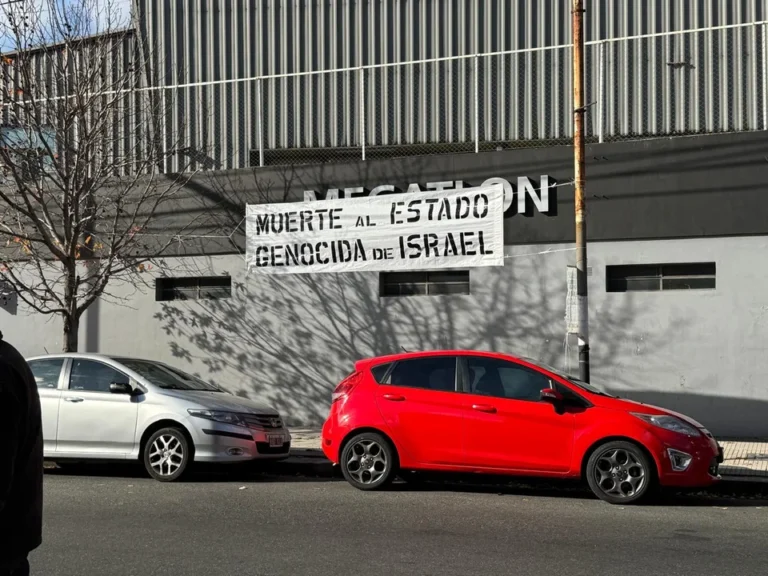 MEGATLON
MUERTE AL ESTADO
GENOCIDA DE ISRAEL